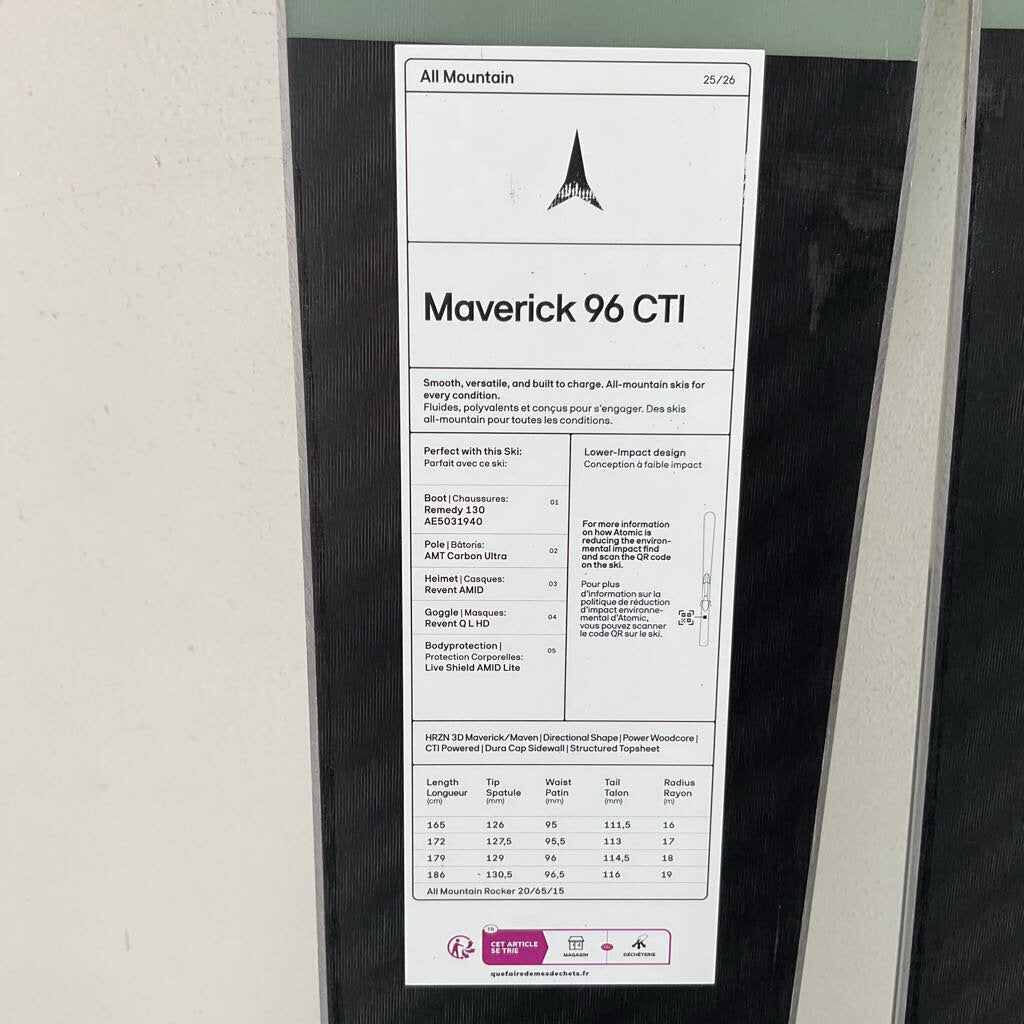 All Mountain 25/26
Maverick 96 CTI
Smooth, versatile, and built to charge. All-mountain skis for
every condition.
Fluides, polyvalents et conçus pour s'engager. Des skis
all-mountain pour toutes les conditions.
Perfect with this Ski:
Parfait avec ce ski:
Boot | Chaussures: 01
Remedy 130
AE5031940
Pole | Bâtons: 02
AMT Carbon Ultra
Helmet | Casques: 03
Revent AMID
Goggle | Masques: 04
Revent Q L HD
Bodyprotection | 05
Protection Corporelles:
Live Shield AMID Lite
Lower-Impact design
Conception à faible impact
For more information
on how Atomic is
reducing the environ-
mental impact find
and scan the QR code
on the ski.
Pour plus
d'information sur la
politique de réduction
d'impact environne-
mental d'Atomic,
vous pouvez scanner
le code QR sur le ski.
HRZN 3D Maverick/Maven | Directional Shape | Power Woodcore |
CTI Powered | Dura Cap Sidewall | Structured Topsheet
Length Tip Waist Tail Radius
Longueur Spatule Patin Talon Rayon
(cm) (mm) (mm) (mm) (m)
165 126 95 111,5 16
172 127,5 95,5 113 17
179 129 96 114,5 18
186 130,5 96,5 116 19
All Mountain Rocker 20/65/15
FR
CET ARTICLE
SE TRIE
MAGASIN
OU
DÉCHÈTERIE
quefairedemesdechets.fr